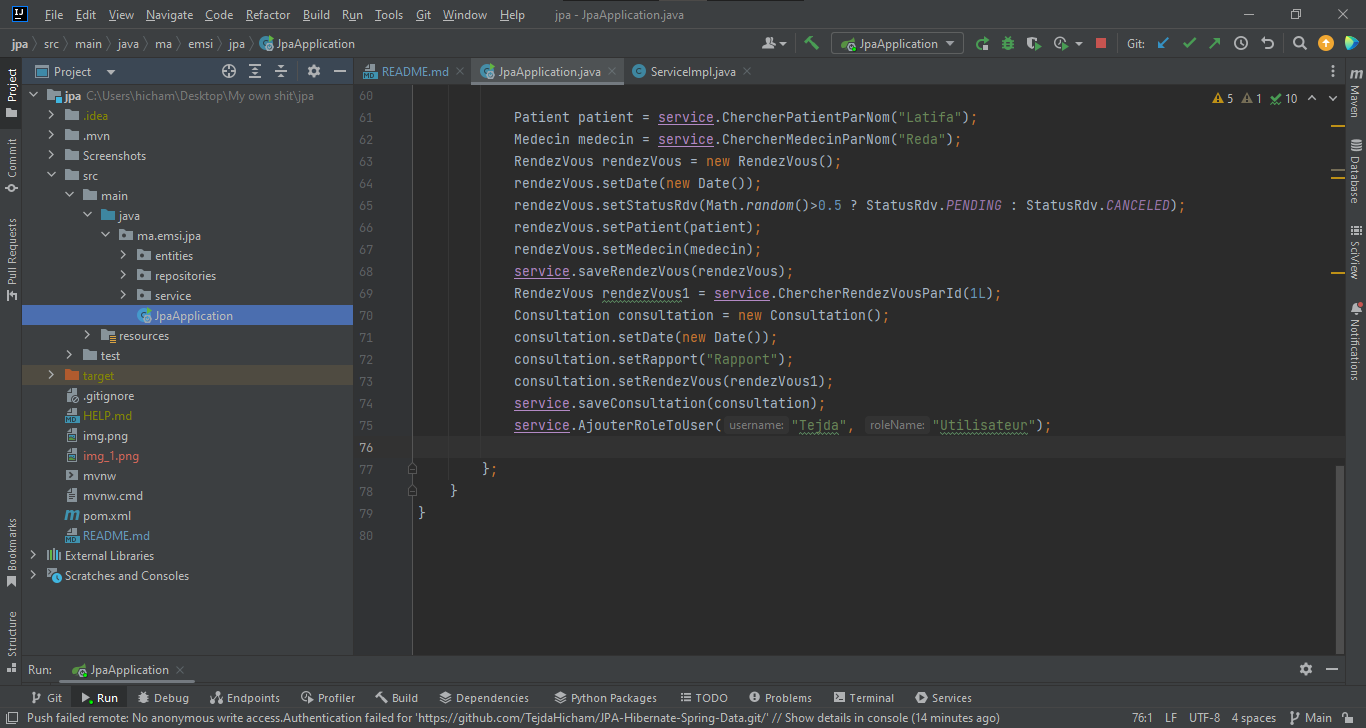 File Edit View Navigate Code Refactor Build Run Tools Git Window Help jpa - JpaApplication.java
jpa src main java ma emsi jpa JpaApplication JpaApplication Git:
Project README.md JpaApplication.java ServiceImpl.java
60 5 1 10
61 Patient patient = service.ChercherPatientParNom("Latifa");
62 Medecin medecin = service.ChercherMedecinParNom("Reda");
63 RendezVous rendezVous = new RendezVous();
64 rendezVous.setDate(new Date());
65 rendezVous.setStatusRdv(Math.random()>0.5 ? StatusRdv.PENDING : StatusRdv.CANCELED);
66 rendezVous.setPatient(patient);
67 rendezVous.setMedecin(medecin);
68 service.saveRendezVous(rendezVous);
69 RendezVous rendezVous1 = service.ChercherRendezVousParId(1L);
70 Consultation consultation = new Consultation();
71 consultation.setDate(new Date());
72 consultation.setRapport("Rapport");
73 consultation.setRendezVous(rendezVous1);
74 service.saveConsultation(consultation);
75 service.AjouterRoleToUser( username: "Tejda", roleName: "Utilisateur");
76
77 };
78 }
79 }
80
jpa C:\Users\hicham\Desktop\My own shit\jpa
.idea
.mvn
Screenshots
src
main
java
ma.emsi.jpa
entities
repositories
service
JpaApplication
resources
test
target
.gitignore
HELP.md
img.png
img_1.png
mvnw
mvnw.cmd
pom.xml
README.md
External Libraries
Scratches and Consoles
Project
Commit
Pull Requests
Bookmarks
Structure
m
Maven
Database
SciView
Notifications
Run: JpaApplication
Git Run Debug Endpoints Profiler Build Dependencies Python Packages TODO Problems Terminal Services
Push failed remote: No anonymous write access.Authentication failed for 'https://github.com/TejdaHicham/JPA-Hibernate-Spring-Data.git/' // Show details in console (14 minutes ago) 76:1 LF UTF-8 4 spaces Main